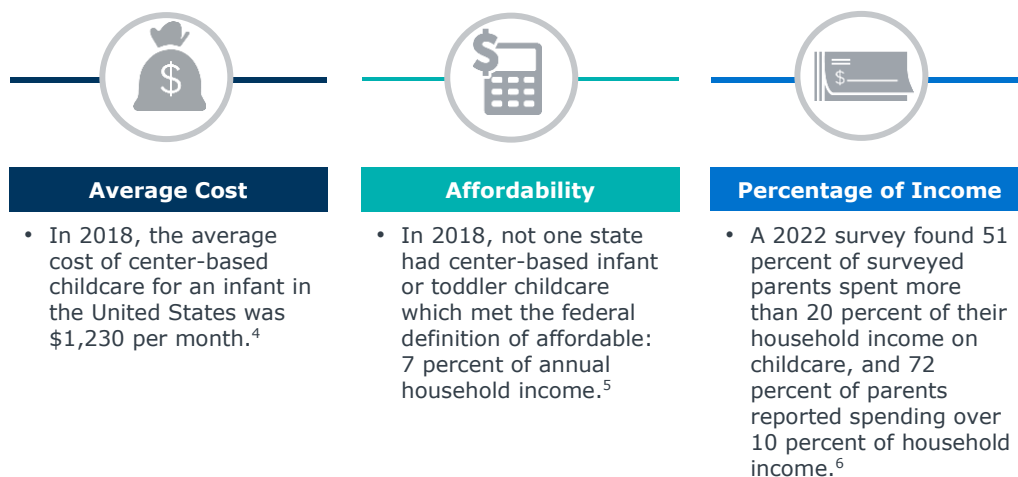 $
$
$
Average Cost
• In 2018, the average
cost of center-based
childcare for an infant in
the United States was
$1,230 per month.4
Affordability
• In 2018, not one state
had center-based infant
or toddler childcare
which met the federal
definition of affordable:
7 percent of annual
household income.5
Percentage of Income
• A 2022 survey found 51
percent of surveyed
parents spent more
than 20 percent of their
household income on
childcare, and 72
percent of parents
reported spending over
10 percent of household
income.6